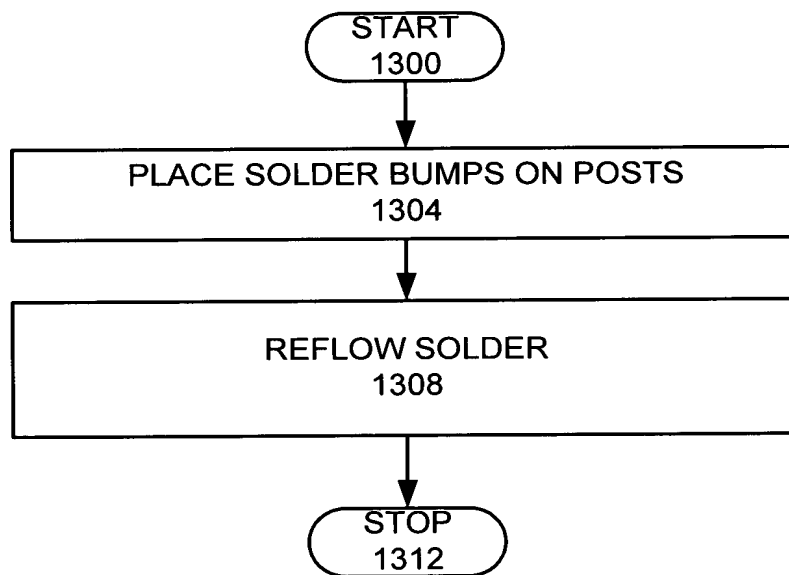 START
1300
PLACE SOLDER BUMPS ON POSTS
1304
REFLOW SOLDER
1308
STOP
1312